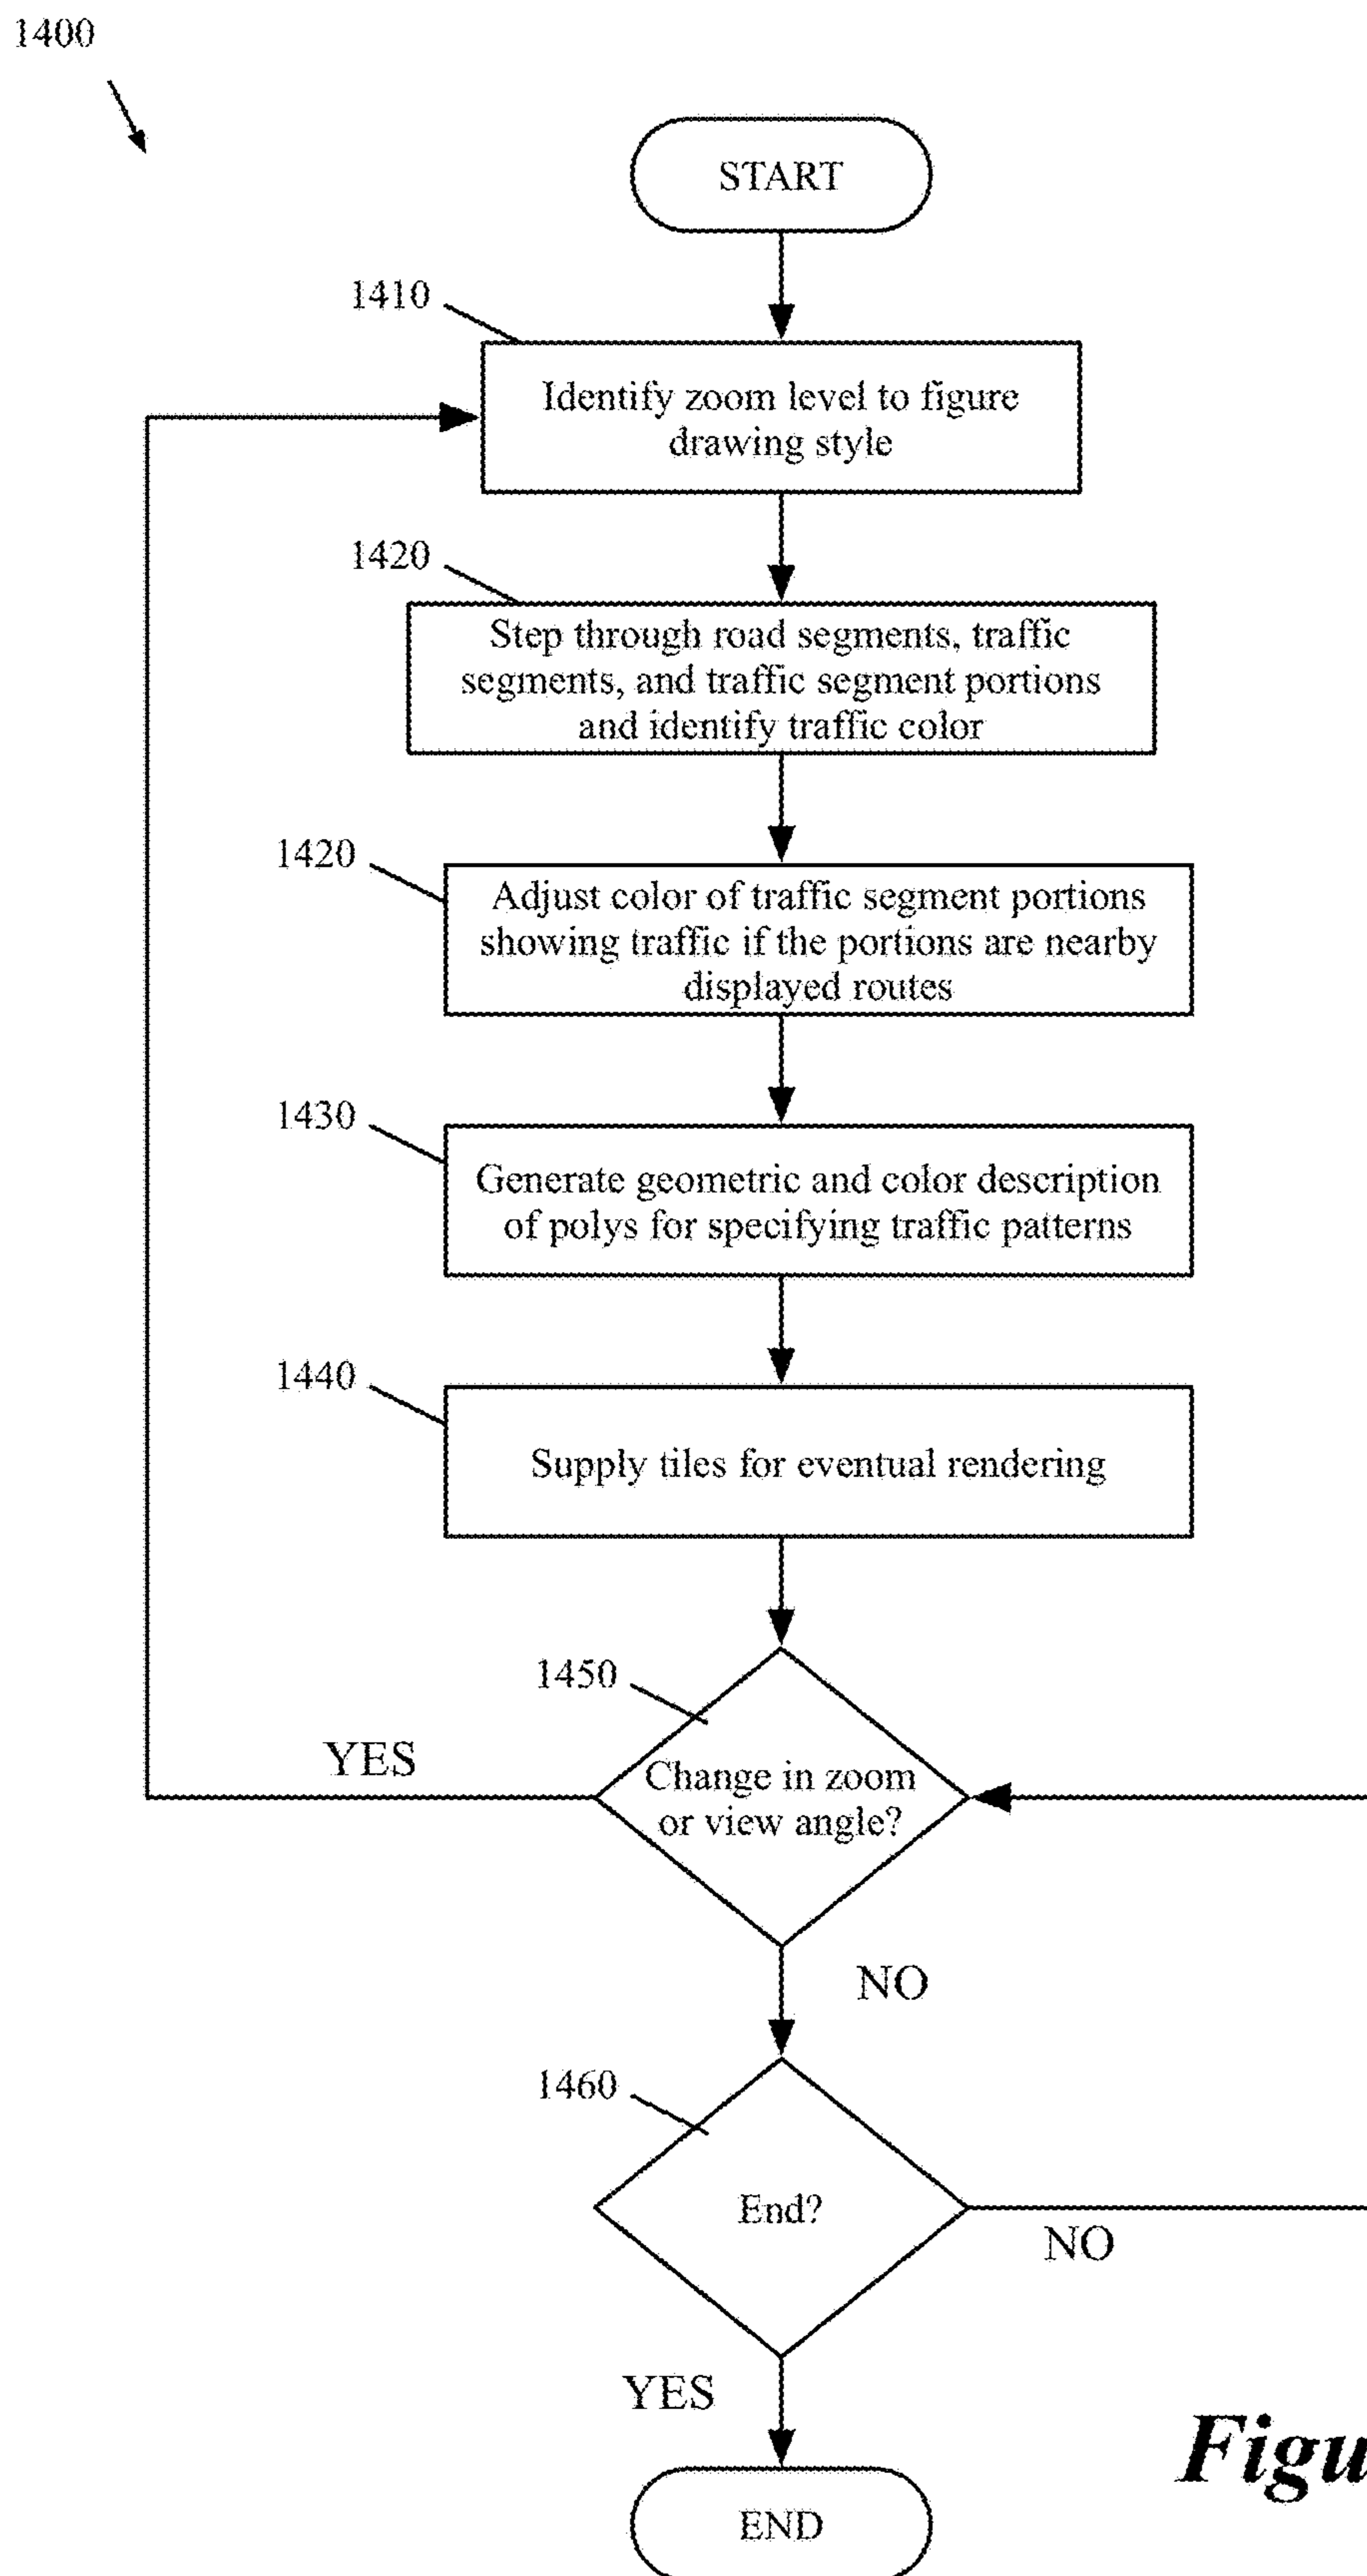 1400
START
1410
Identify zoom level to figure
drawing style
1420
Step through road segments, traffic
segments, and traffic segment portions
and identify traffic color
1420
Adjust color of traffic segment portions
showing traffic if the portions are nearby
displayed routes
1430
Generate geometric and color description
of polys for specifying traffic patterns
1440
Supply tiles for eventual rendering
1450
YES
Change in zoom
or view angle?
NO
1460
End?
NO
YES
Figu
END